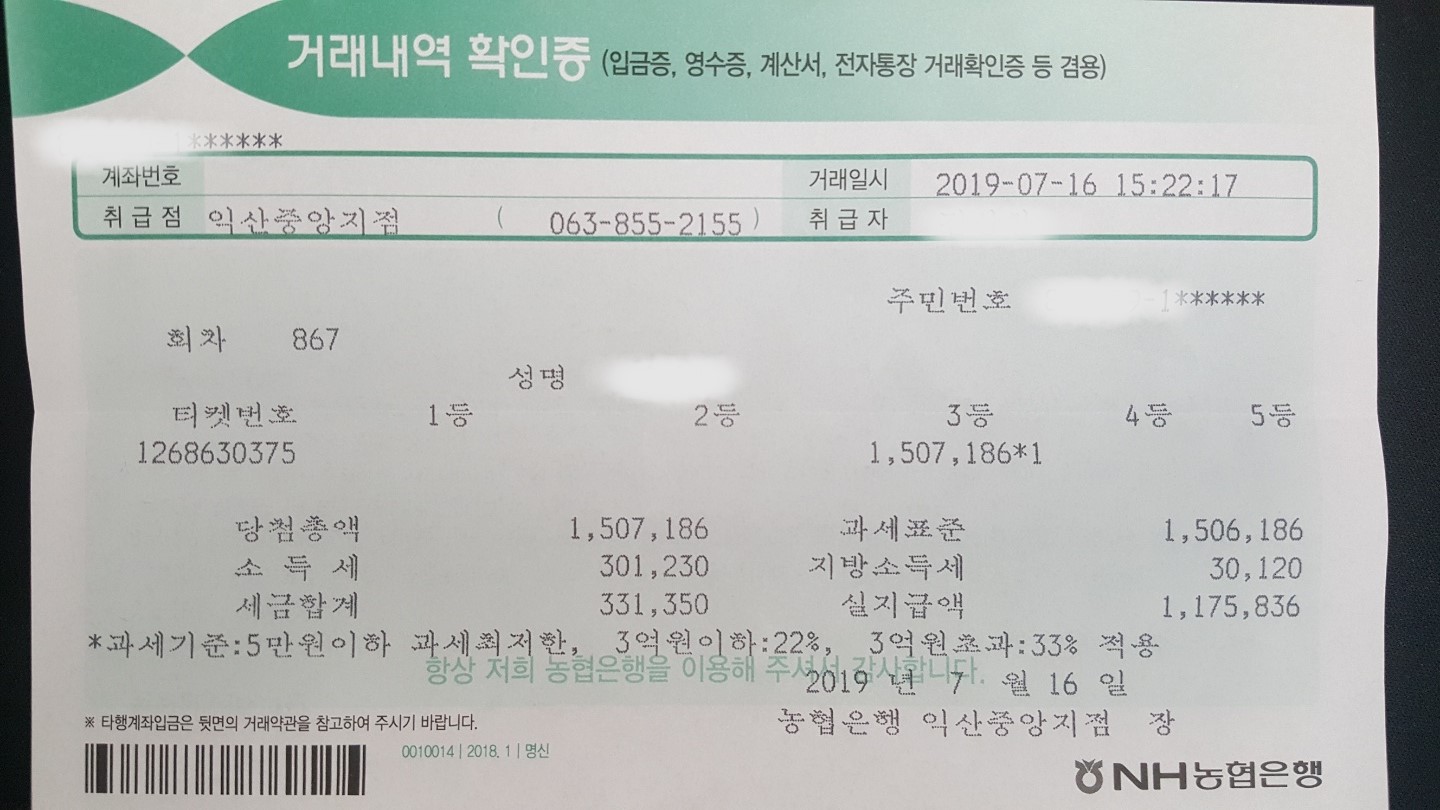 거래내역 확인증 (입금증, 영수증, 계산서, 전자통장 거래확인증 등 겸용)
******
계좌번호 거래일시 2019-07-16 15:22:17
취급점 익산중앙지점 ( 063-855-2155 ) 취급자
주민번호 -1******
회차 867
성명
티켓번호 1등 2등 3등 4등 5등
1268630375 1,507,186*1
당첨총액 1,507,186 과세표준 1,506,186
소 득 세 301,230 지방소득세 30,120
세금합계 331,350 실지급액 1,175,836
*과세기준:5만원이하 과세최저한, 3억원이하:22%, 3억원초과:33% 적용
항상 저희 농협은행을 이용해 주셔서 감사합니다.
2019 년 7 월 16 일
※ 타행계좌입금은 뒷면의 거래약관을 참고하여 주시기 바랍니다.
농협은행 익산중앙지점 장
0010014 | 2018. 1 | 명신
NH농협은행